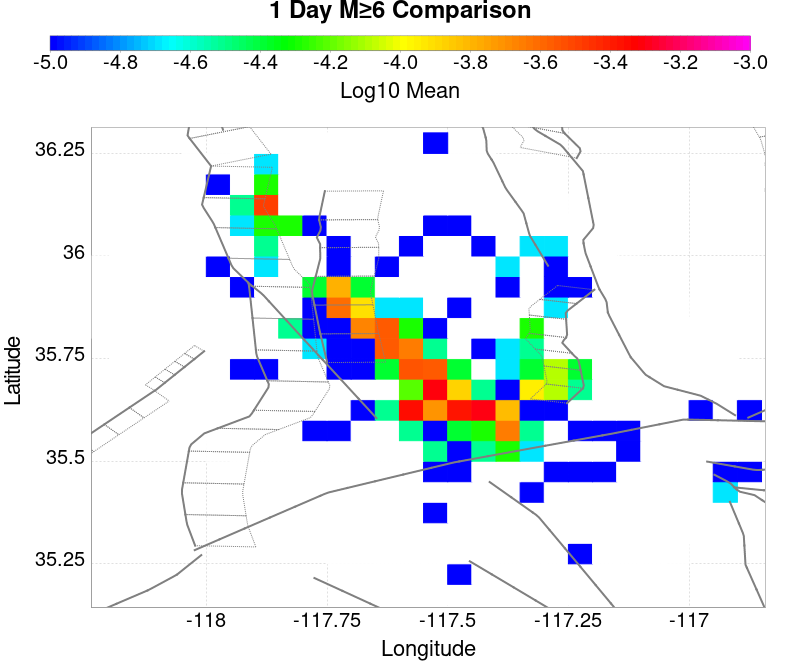 1 Day M≥6 Comparison
-5.0 -4.8 -4.6 -4.4 -4.2 -4.0 -3.8 -3.6 -3.4 -3.2 -3.0
Log10 Mean
36.25
36
35.75
35.5
35.25
Latitude
-118 -117.75 -117.5 -117.25 -117
Longitude